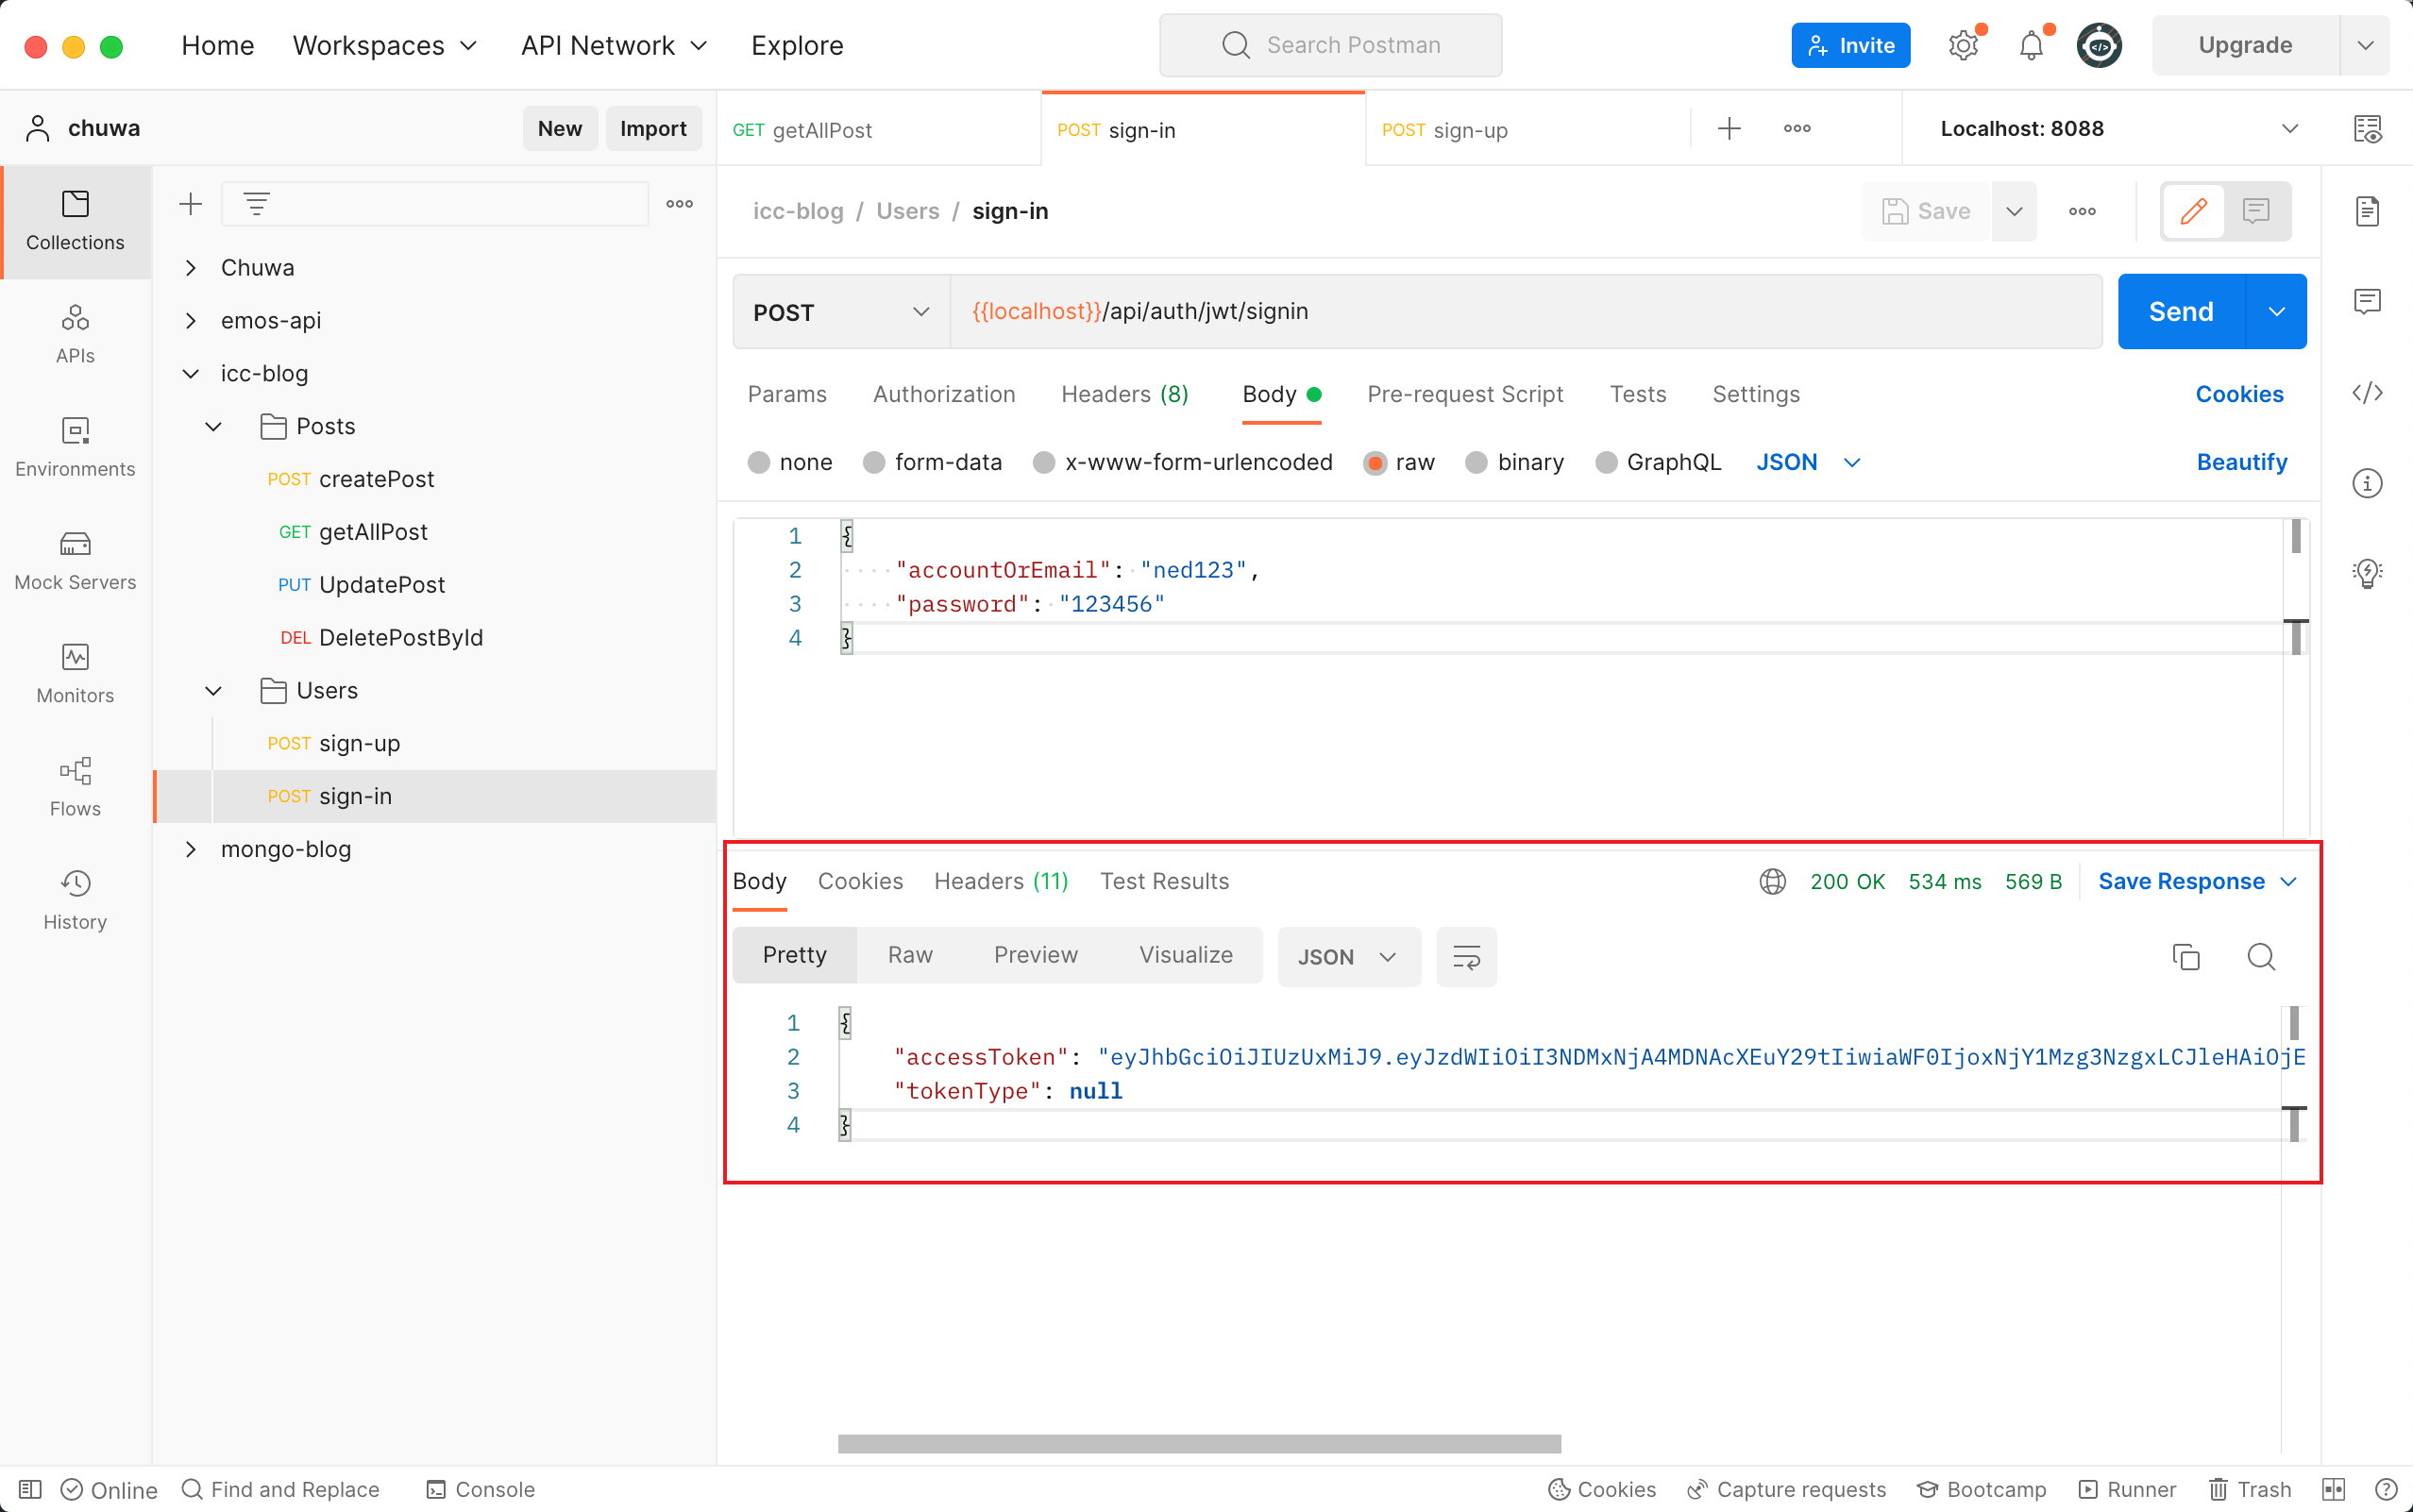 Home Workspaces API Network Explore Search Postman Invite Upgrade
chuwa New Import GET getAllPost POST sign-in POST sign-up Localhost: 8088
Collections
APIs
Environments
Mock Servers
Monitors
Flows
History
Chuwa
emos-api
icc-blog
Posts
POST createPost
GET getAllPost
PUT UpdatePost
DEL DeletePostById
Users
POST sign-up
POST sign-in
mongo-blog
icc-blog / Users / sign-in Save
POST {{localhost}}/api/auth/jwt/signin Send
Params Authorization Headers (8) Body Pre-request Script Tests Settings Cookies
none form-data x-www-form-urlencoded raw binary GraphQL JSON Beautify
1 {
2 "accountOrEmail": "ned123",
3 "password": "123456"
4 }
Body Cookies Headers (11) Test Results 200 OK 534 ms 569 B Save Response
Pretty Raw Preview Visualize JSON
1 {
2 "accessToken": "eyJhbGciOiJIUzUxMiJ9.eyJzdWIiOiI3NDMxNjA4MDNAcXEuY29tIiwiaWF0IjoxNjY1Mzg3NzgxLCJleHAiOjE
3 "tokenType": null
4 }
Online Find and Replace Console Cookies Capture requests Bootcamp Runner Trash